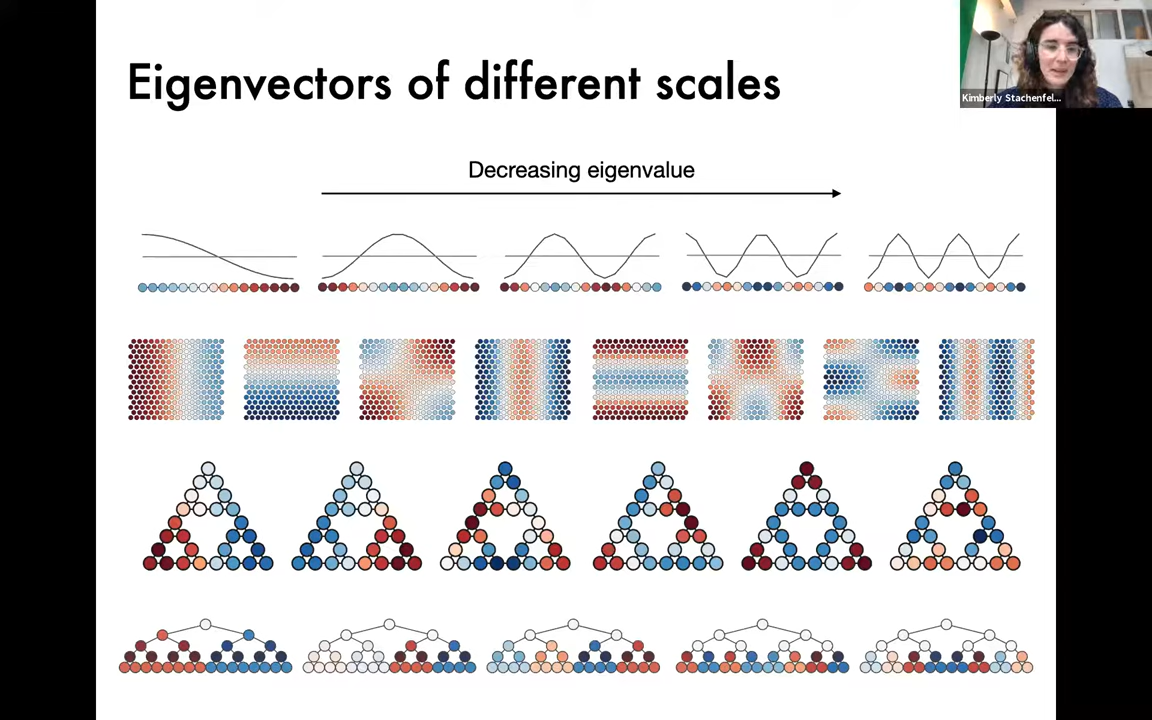 Eigenvectors of different scales
Kimberly Stachenfel...
Decreasing eigenvalue